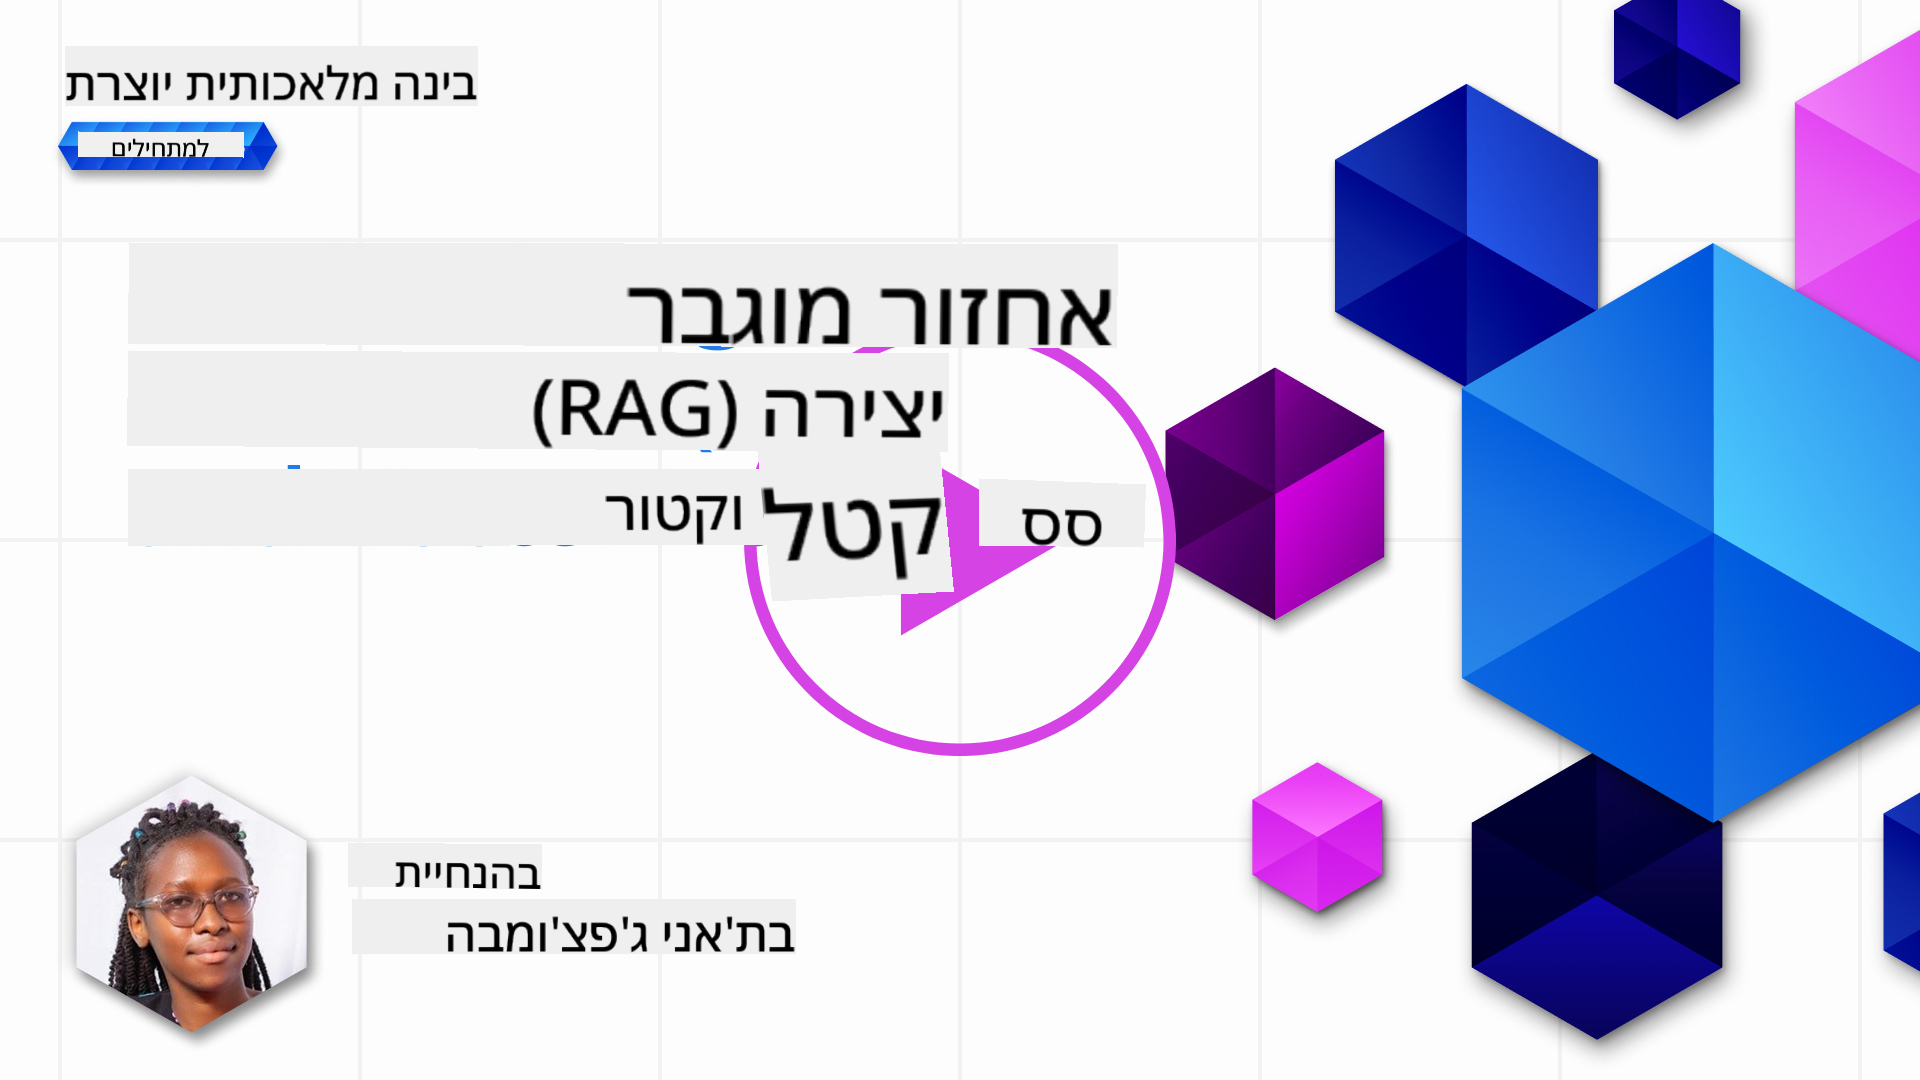 בינה מלאכותית יוצרת
למתחילים
אחזור מוגבר
יצירה (RAG)
וקטור קטל סס
בהנחיית
בת'אני ג'פצ'ומבה